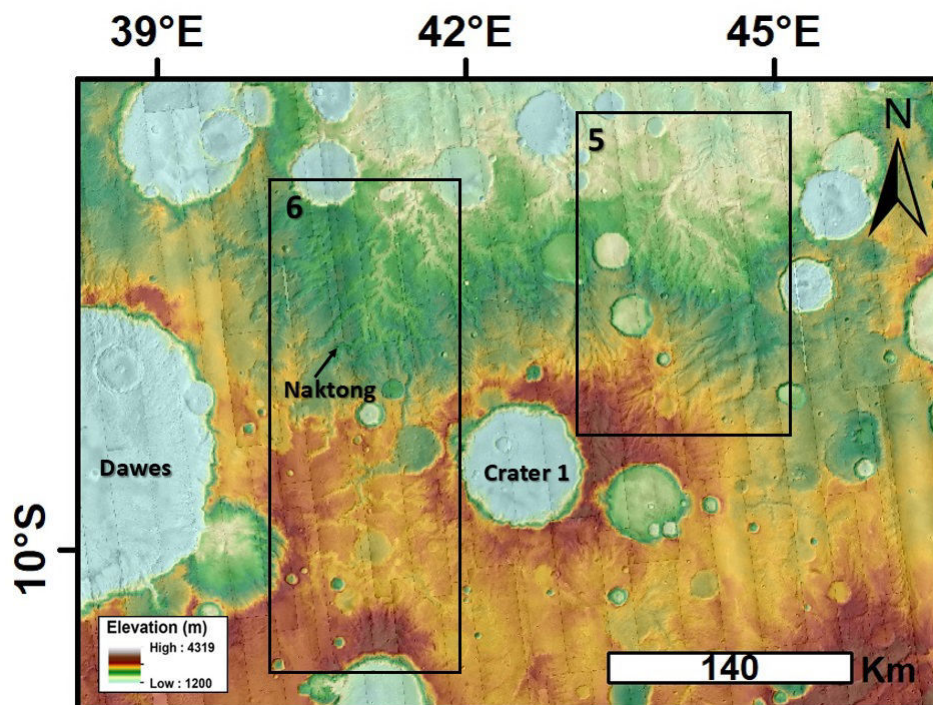 39°E 42°E 45°E
N
5
6
Naktong
Dawes
Crater 1
10°S
Elevation (m)
High : 4319
Low : 1200
140 Km